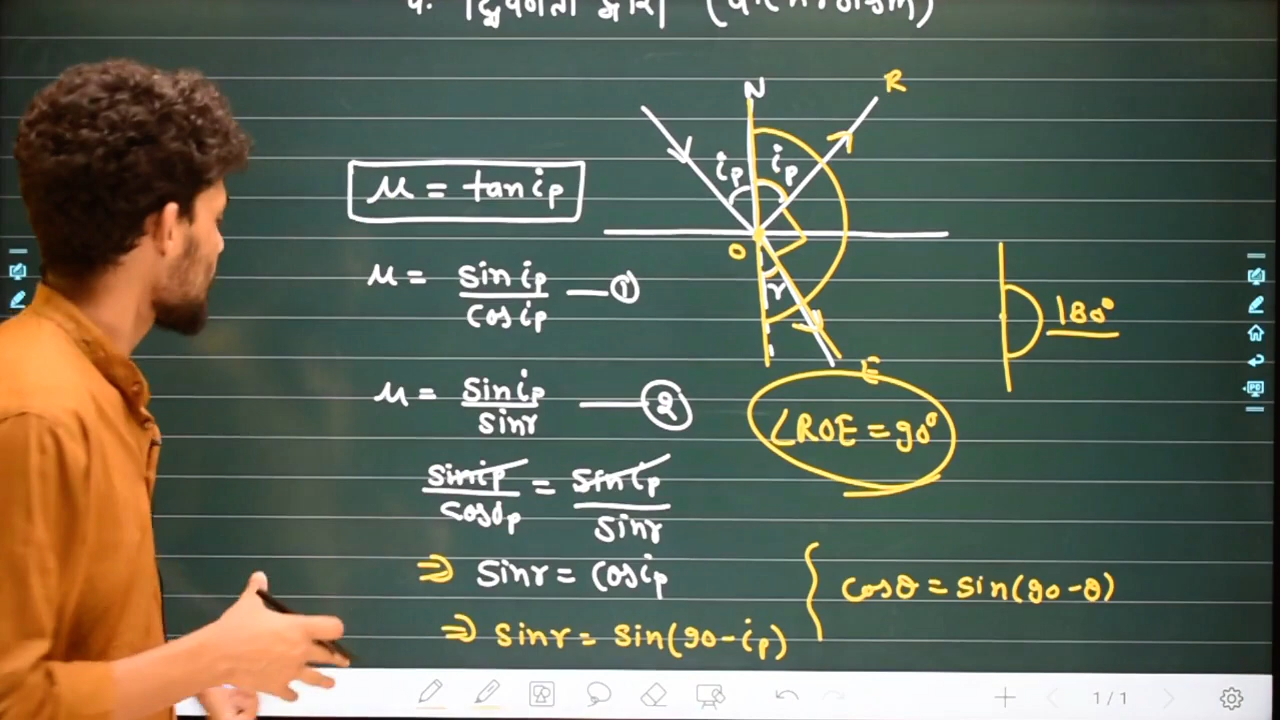 N
R
ip ip
μ = tan ip
O
μ = sin ip / cos ip — ①
r
180°
E
μ = sin ip / sin r — ②
∠ROE = 90°
sin ip / cos ip = sin ip / sin r
⇒ sin r = cos ip
cosθ = sin(90-θ)
⇒ sin r = sin(90-ip)
1/1